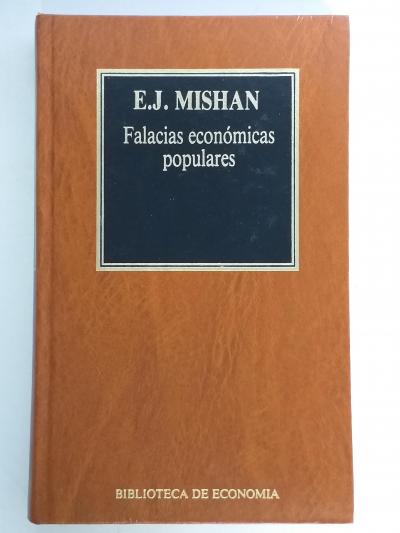 E.J. MISHAN
Falacias económicas
populares
BIBLIOTECA DE ECONOMIA